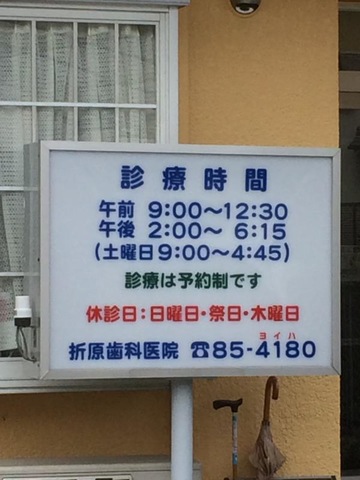 診療時間
午前 9:00〜12:30
午後 2:00〜 6:15
(土曜日9:00〜4:45)
診療は予約制です
休診日:日曜日・祭日・木曜日
ヨイハ
折原歯科医院 ☎85-4180